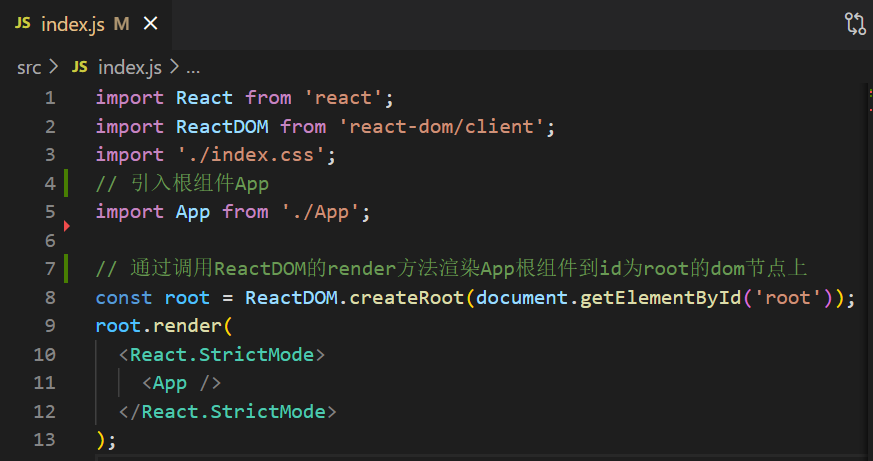 JS index.js M ×
src > JS index.js > ...
1 import React from 'react';
2 import ReactDOM from 'react-dom/client';
3 import './index.css';
4 // 引入根组件App
5 import App from './App';
6
7 // 通过调用ReactDOM的render方法渲染App根组件到id为root的dom节点上
8 const root = ReactDOM.createRoot(document.getElementById('root'));
9 root.render(
10 <React.StrictMode>
11 <App />
12 </React.StrictMode>
13 );